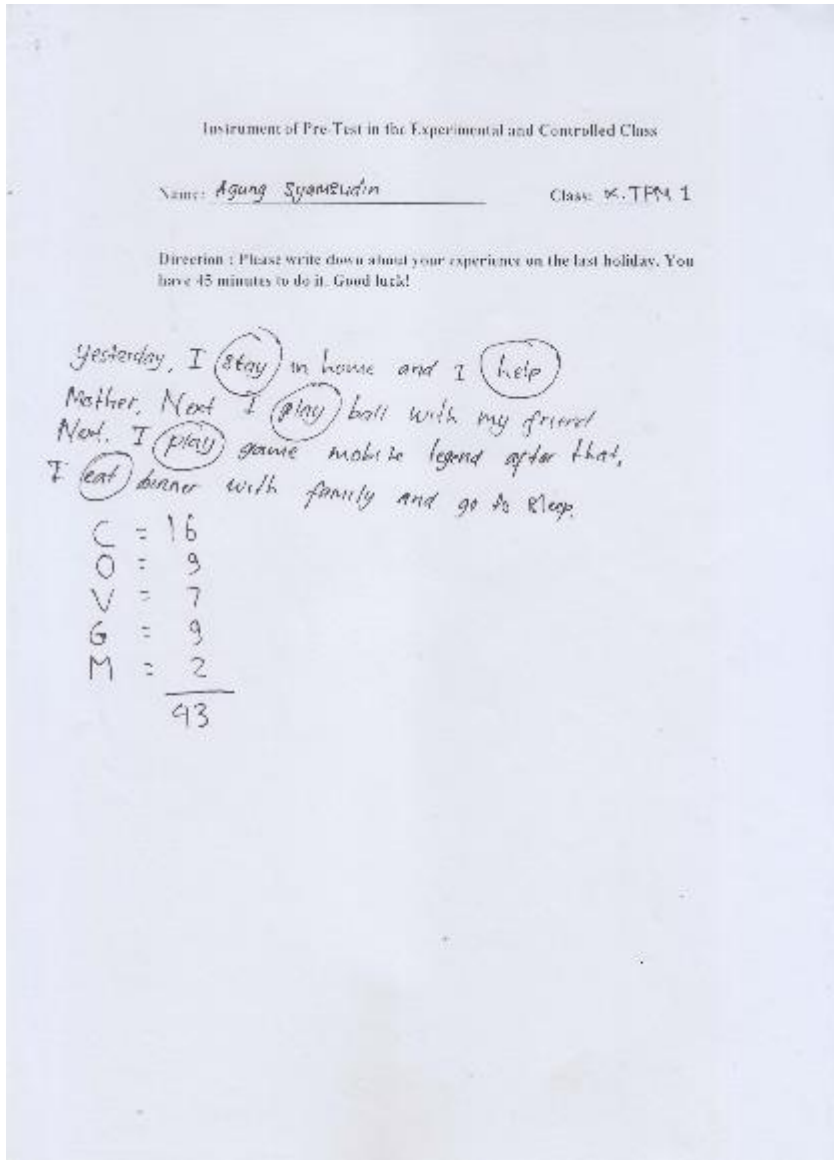 Instrument of Pre-Test in the Experimental and Controlled Class
Name: Agung Syamsudin Class: X.TPM 1
Direction : Please write down about your experience on the last holiday. You
have 45 minutes to do it. Good luck!
Yesterday, I stay in home and I help
Mother, Next I play ball with my friend
Next. I play game mobile legend after that,
I eat dinner with family and go to sleep.
C = 16
O = 9
V = 7
G = 9
M = 2
43